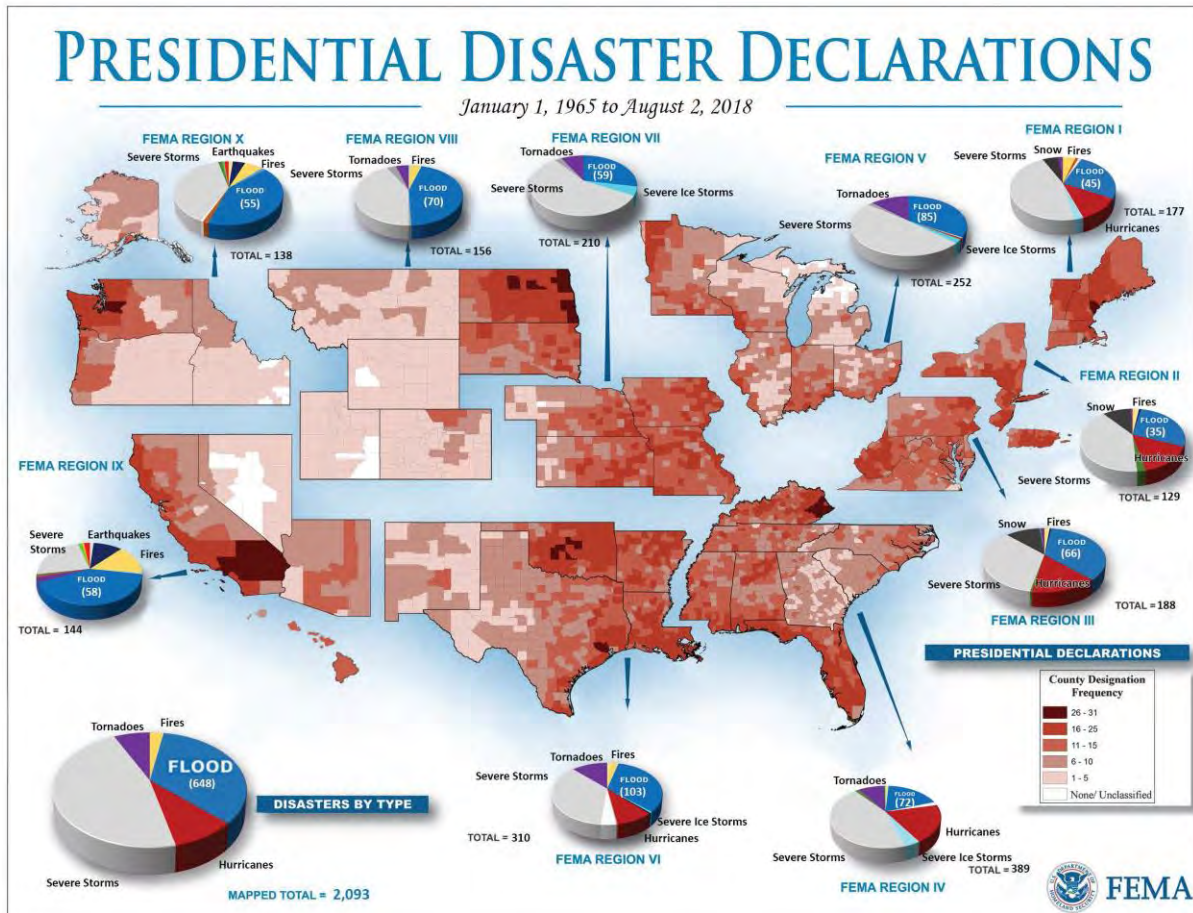 PRESIDENTIAL DISASTER DECLARATIONS
January 1, 1965 to August 2, 2018
FEMA REGION X
Severe Storms
Earthquakes
Fires
FLOOD
(55)
TOTAL = 138
FEMA REGION VIII
Tornadoes
Fires
Severe Storms
FLOOD
(70)
TOTAL = 156
FEMA REGION VII
Tornadoes
FLOOD
(59)
Severe Storms
Severe Ice Storms
TOTAL = 210
FEMA REGION V
Tornadoes
FLOOD
(85)
Severe Storms
Severe Ice Storms
TOTAL = 252
FEMA REGION I
Severe Storms
Snow
Fires
FLOOD
(45)
TOTAL = 177
Hurricanes
FEMA REGION II
Snow
Fires
FLOOD
(35)
Hurricanes
Severe Storms
TOTAL = 129
FEMA REGION IX
Severe
Storms
Earthquakes
Fires
FLOOD
(58)
TOTAL = 144
Snow
Fires
FLOOD
(66)
Severe Storms
Hurricanes
TOTAL = 188
FEMA REGION III
PRESIDENTIAL DECLARATIONS
County Designation
Frequency
26 - 31
16 - 25
11 - 15
6 - 10
1 - 5
None/ Unclassified
Tornadoes
Fires
FLOOD
(648)
Hurricanes
Severe Storms
DISASTERS BY TYPE
MAPPED TOTAL = 2,093
Tornadoes
Fires
Severe Storms
FLOOD
(103)
Severe Ice Storms
Hurricanes
TOTAL = 310
FEMA REGION VI
Tornadoes
FLOOD
(72)
Severe Storms
Hurricanes
Severe Ice Storms
TOTAL = 389
FEMA REGION IV
FEMA